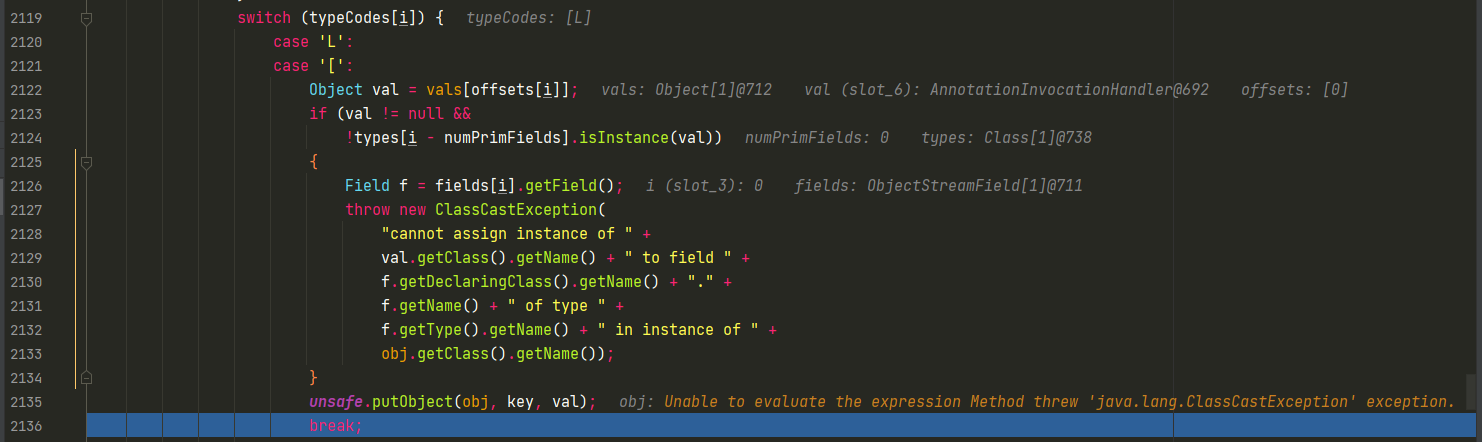 2119 switch (typeCodes[i]) { typeCodes: [L]
2120 case 'L':
2121 case '[':
2122 Object val = vals[offsets[i]]; vals: Object[1]@712 val (slot_6): AnnotationInvocationHandler@692 offsets: [0]
2123 if (val != null &&
2124 !types[i - numPrimFields].isInstance(val)) numPrimFields: 0 types: Class[1]@738
2125 {
2126 Field f = fields[i].getField(); i (slot_3): 0 fields: ObjectStreamField[1]@711
2127 throw new ClassCastException(
2128 "cannot assign instance of " +
2129 val.getClass().getName() + " to field " +
2130 f.getDeclaringClass().getName() + "." +
2131 f.getName() + " of type " +
2132 f.getType().getName() + " in instance of " +
2133 obj.getClass().getName());
2134 }
2135 unsafe.putObject(obj, key, val); obj: Unable to evaluate the expression Method threw 'java.lang.ClassCastException' exception.
2136 break;